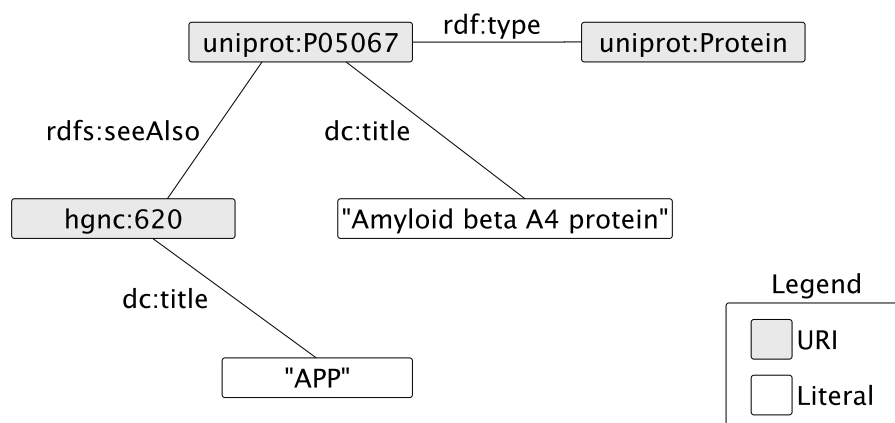 rdf:type
uniprot:P05067
uniprot:Protein
rdfs:seeAlso
dc:title
hgnc:620
"Amyloid beta A4 protein"
dc:title
"APP"
Legend
URI
Literal